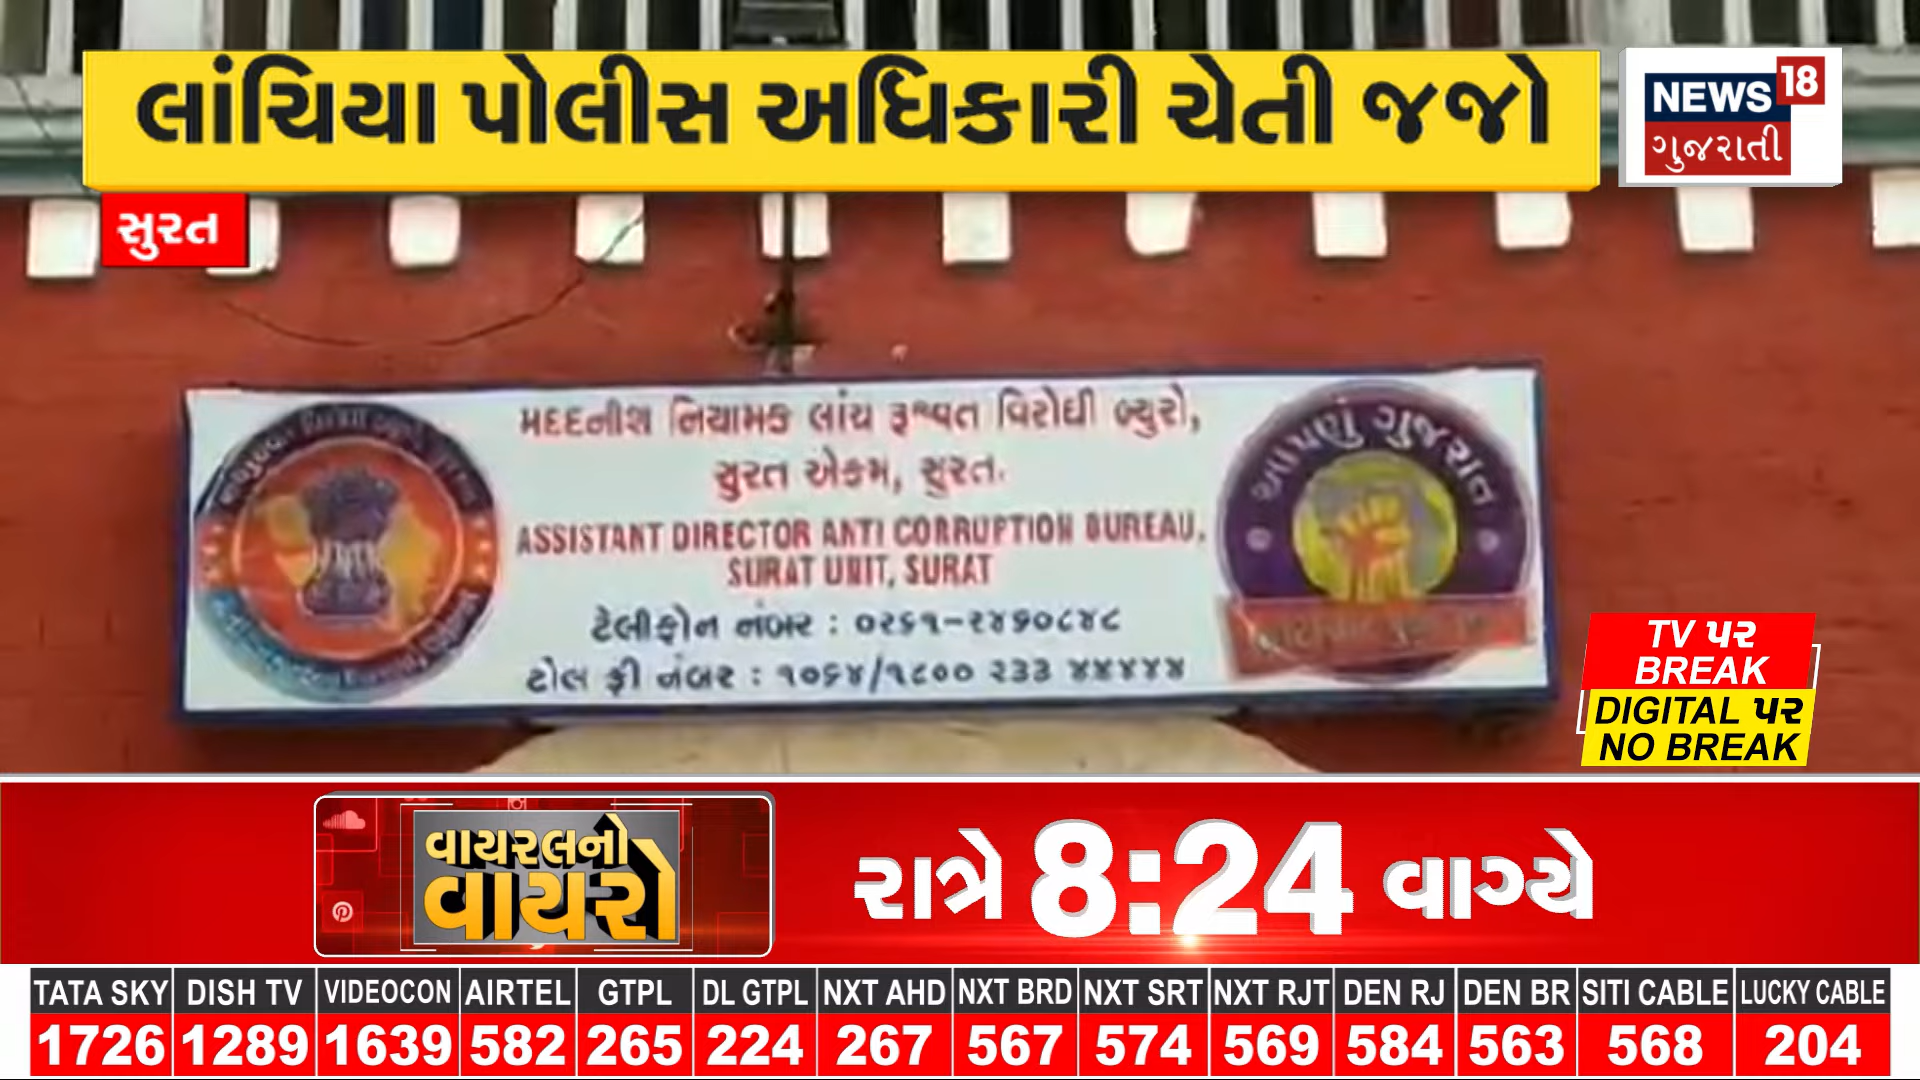 લાંચિયા પોલીસ અધિકારી ચેતી જજો
NEWS 18
ગુજરાતી
સુરત
મદદનીશ નિયામક લાંચ રૂશ્વત વિરોધી બ્યુરો,
સુરત એકમ, સુરત.
ASSISTANT DIRECTOR ANTI CORRUPTION BUREAU,
SURAT UNIT, SURAT
ટેલીફોન નંબર : ૦૨૬૧-૨૪૬૦૮૪૮
ટોલ ફ્રી નંબર : ૧૦૬૪/૧૮૦૦ ૨૩૩ ૪૪૪૪૪
આપણું ગુજરાત
TV પર
BREAK
DIGITAL પર
NO BREAK
વાયરલનો
વાયરો
રાત્રે 8:24 વાગ્યે
TATA SKY DISH TV VIDEOCON AIRTEL GTPL DL GTPL NXT AHD NXT BRD NXT SRT NXT RJT DEN RJ DEN BR SITI CABLE LUCKY CABLE
1726 1289 1639 582 265 224 267 567 574 569 584 563 568 204